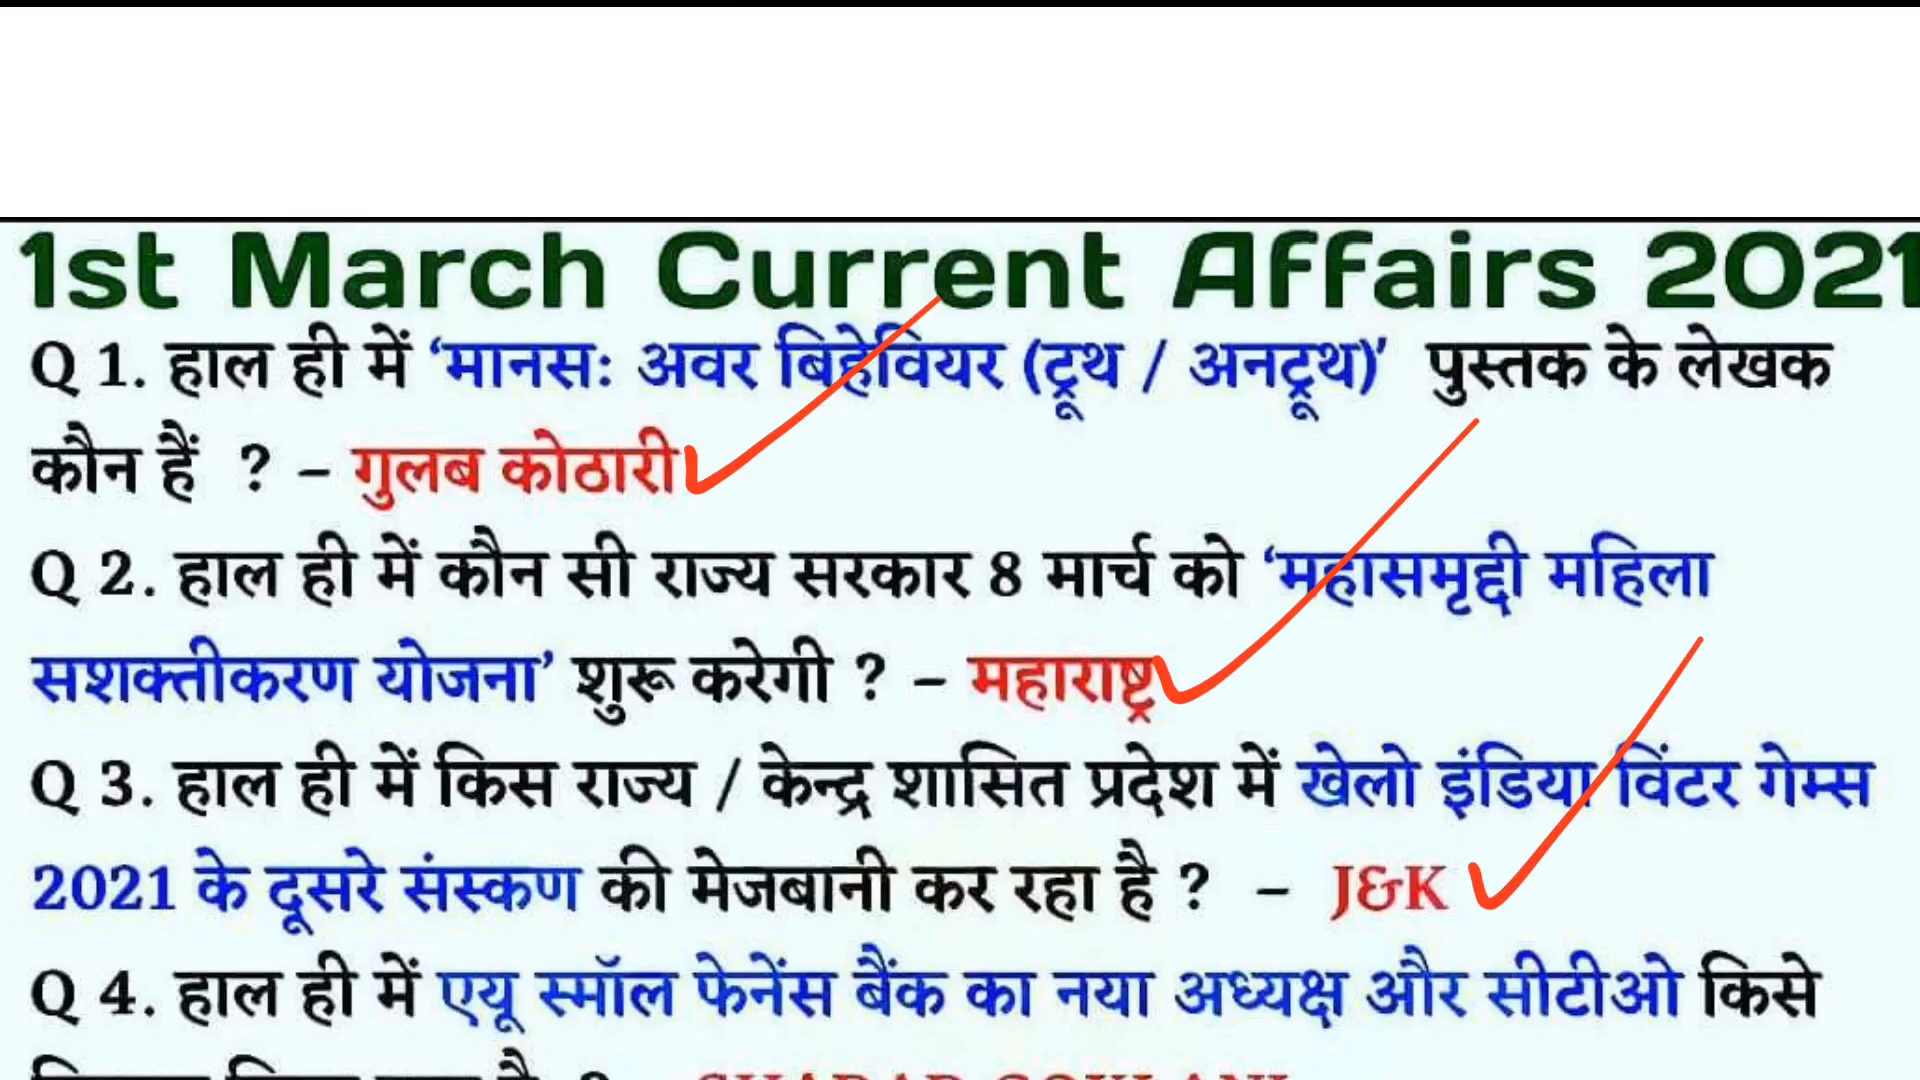 1st March Current Affairs 2021
Q 1. हाल ही में ‘मानस: अवर बिहेवियर (ट्रूथ / अनट्रूथ)’ पुस्तक के लेखक
कौन हैं ? – गुलब कोठारी
Q 2. हाल ही में कौन सी राज्य सरकार 8 मार्च को ‘महासमृद्दी महिला
सशक्तीकरण योजना’ शुरू करेगी ? – महाराष्ट्र
Q 3. हाल ही में किस राज्य / केन्द्र शासित प्रदेश में खेलो इंडिया विंटर गेम्स
2021 के दूसरे संस्कण की मेजबानी कर रहा है ? – J&K
Q 4. हाल ही में एयू स्मॉल फेनेंस बैंक का नया अध्यक्ष और सीटीओ किसे